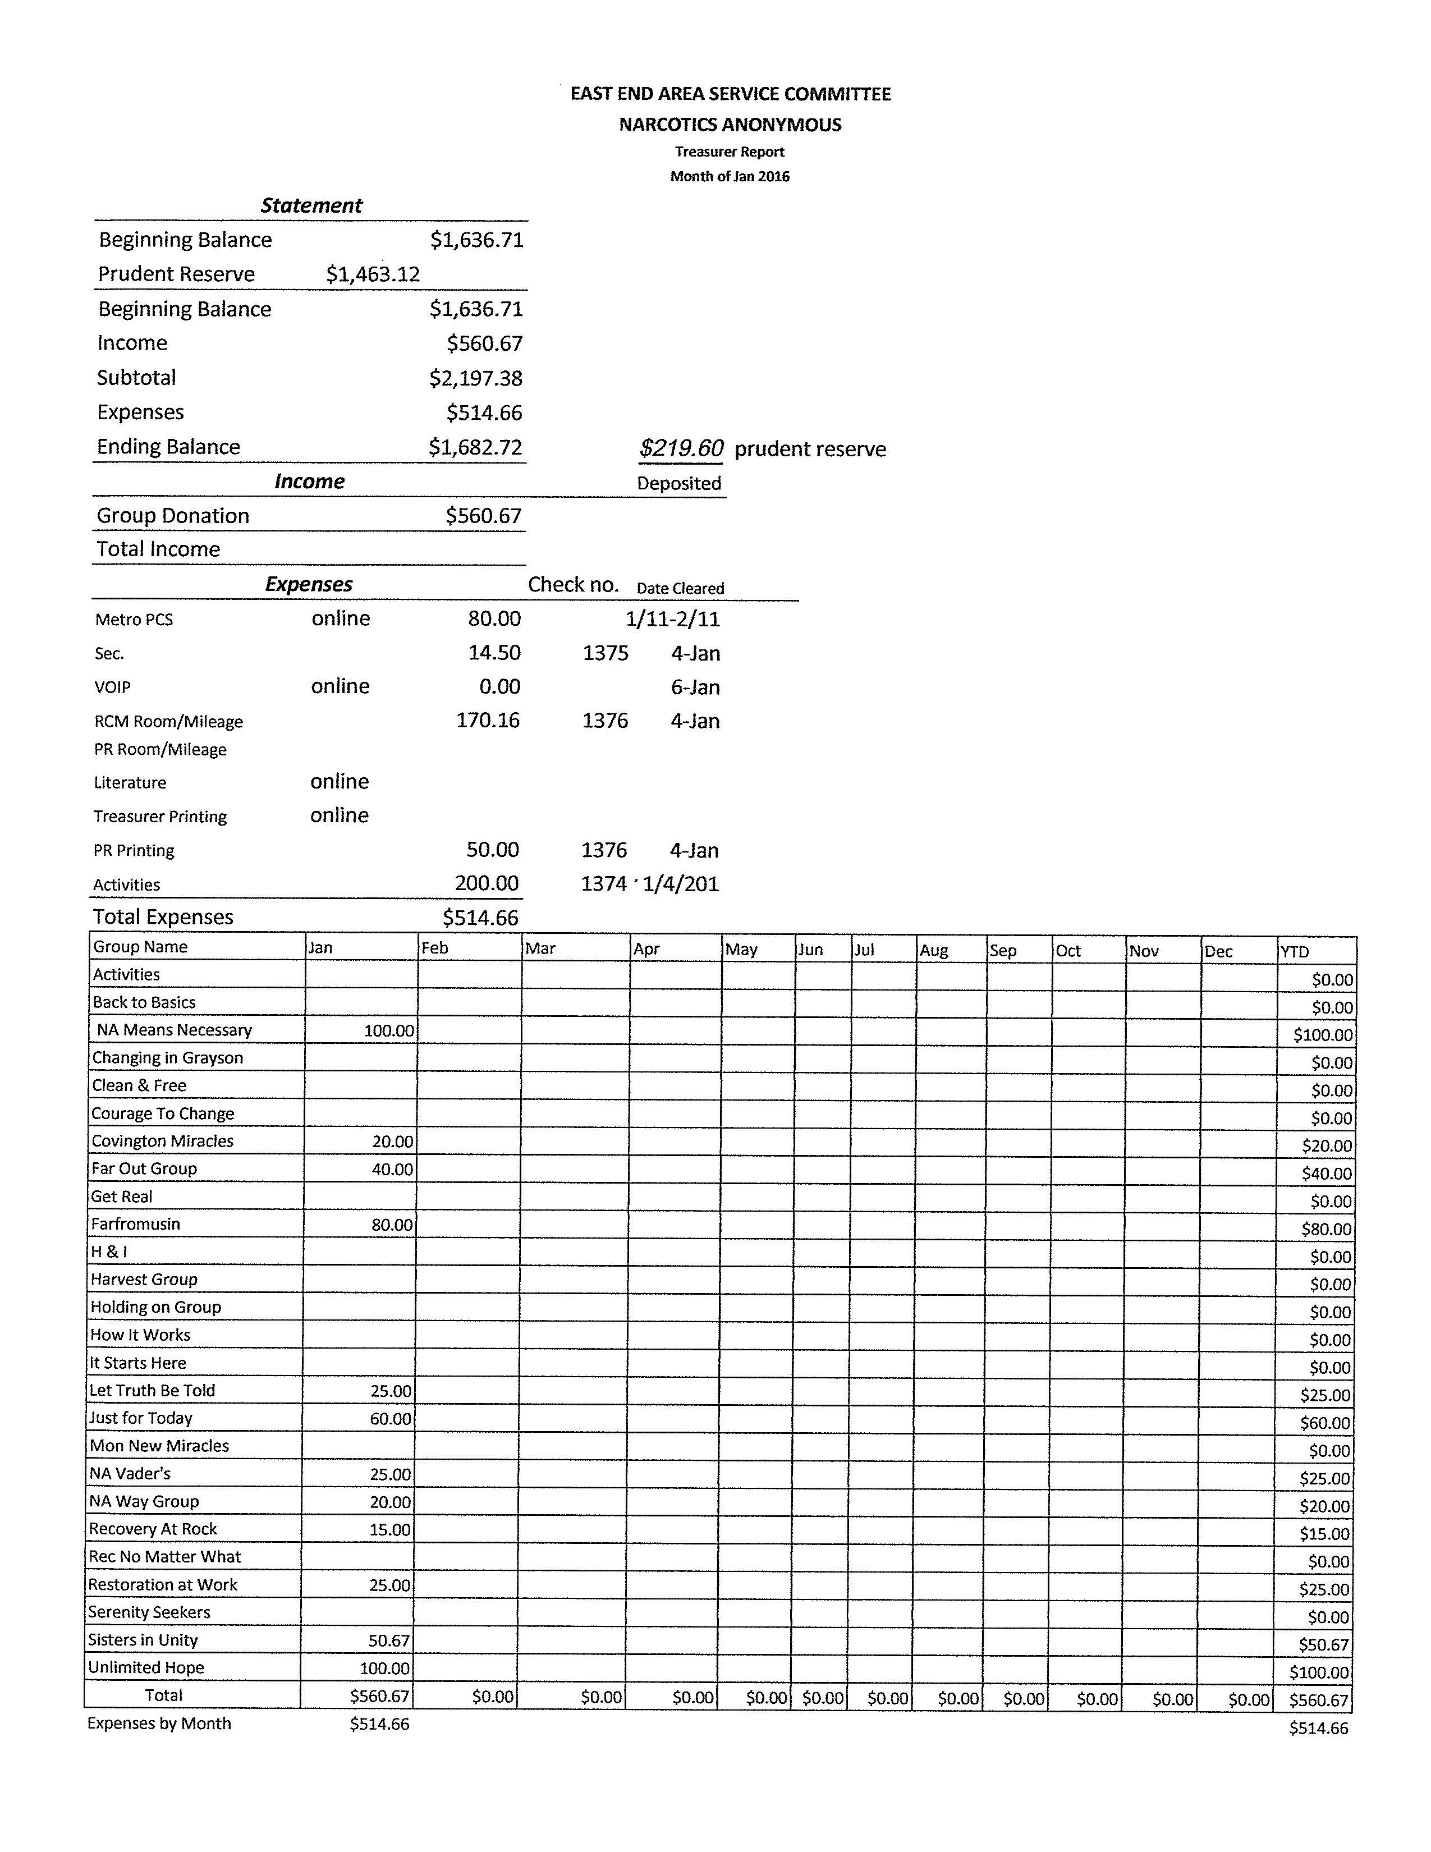 EAST END AREA SERVICE COMMITTEE
NARCOTICS ANONYMOUS
Treasurer Report
Month of Jan 2016
Statement
Beginning Balance $1,636.71
Prudent Reserve $1,463.12
Beginning Balance $1,636.71
Income $560.67
Subtotal $2,197.38
Expenses $514.66
Ending Balance $1,682.72 $219.60 prudent reserve
Income Deposited
Group Donation $560.67
Total Income
Expenses Check no. Date Cleared
Metro PCS online 80.00 1/11-2/11
Sec. 14.50 1375 4-Jan
VOIP online 0.00 6-Jan
RCM Room/Mileage 170.16 1376 4-Jan
PR Room/Mileage
Literature online
Treasurer Printing online
PR Printing 50.00 1376 4-Jan
Activities 200.00 1374 1/4/201
Total Expenses $514.66
Group Name Jan Feb Mar Apr May Jun Jul Aug Sep Oct Nov Dec YTD
Activities $0.00
Back to Basics $0.00
NA Means Necessary 100.00 $100.00
Changing in Grayson $0.00
Clean & Free $0.00
Courage To Change $0.00
Covington Miracles 20.00 $20.00
Far Out Group 40.00 $40.00
Get Real $0.00
Farfromusin 80.00 $80.00
H & I $0.00
Harvest Group $0.00
Holding on Group $0.00
How It Works $0.00
It Starts Here $0.00
Let Truth Be Told 25.00 $25.00
Just for Today 60.00 $60.00
Mon New Miracles $0.00
NA Vader's 25.00 $25.00
NA Way Group 20.00 $20.00
Recovery At Rock 15.00 $15.00
Rec No Matter What $0.00
Restoration at Work 25.00 $25.00
Serenity Seekers $0.00
Sisters in Unity 50.67 $50.67
Unlimited Hope 100.00 $100.00
Total $560.67 $0.00 $0.00 $0.00 $0.00 $0.00 $0.00 $0.00 $0.00 $0.00 $0.00 $0.00 $560.67
Expenses by Month $514.66 $514.66